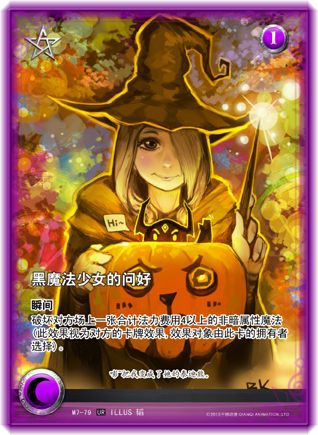 I
Hi~
黑魔法少女的问好
瞬间
破坏对方场上一张合计法力费用4以上的非暗属性魔法
(此效果视为对方的卡牌效果,效果对象由此卡的拥有者
选择).
M7-79 UR ILLUS 韬